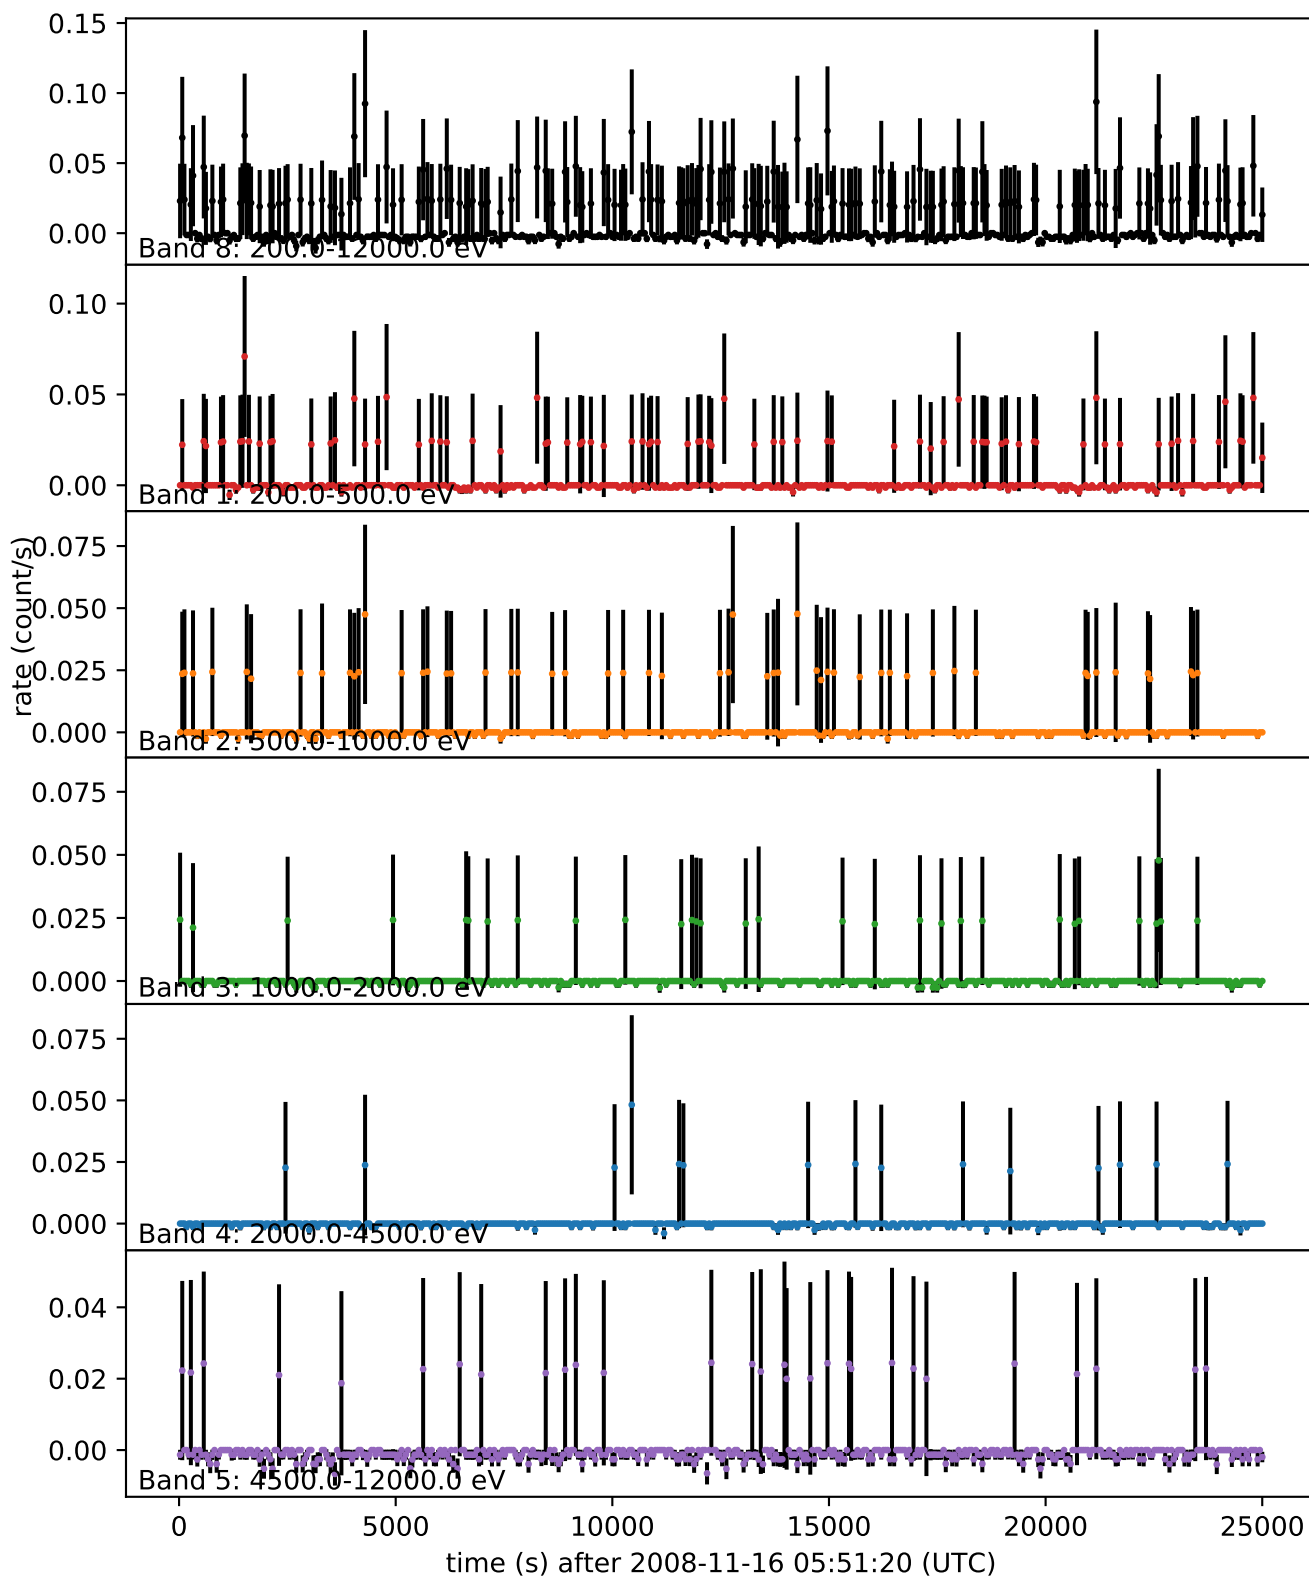 0.15
0.10
0.05
0.00
Band 8: 200.0-12000.0 eV
0.10
0.05
0.00
Band 1: 200.0-500.0 eV
rate (count/s)
0.075
0.050
0.025
0.000
Band 2: 500.0-1000.0 eV
0.075
0.050
0.025
0.000
Band 3: 1000.0-2000.0 eV
0.075
0.050
0.025
0.000
Band 4: 2000.0-4500.0 eV
0.04
0.02
0.00
Band 5: 4500.0-12000.0 eV
0 5000 10000 15000 20000 25000
time (s) after 2008-11-16 05:51:20 (UTC)